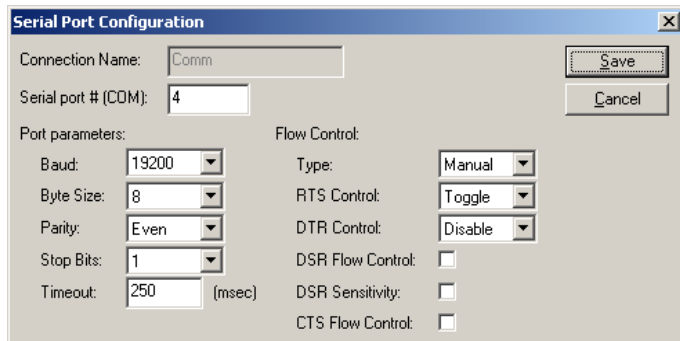 Serial Port Configuration
Connection Name: Comm
Save
Serial port # (COM): 4
Cancel
Port parameters:
Flow Control:
Baud: 19200
Type: Manual
Byte Size: 8
RTS Control: Toggle
Parity: Even
DTR Control: Disable
Stop Bits: 1
DSR Flow Control:
Timeout: 250 (msec)
DSR Sensitivity:
CTS Flow Control: